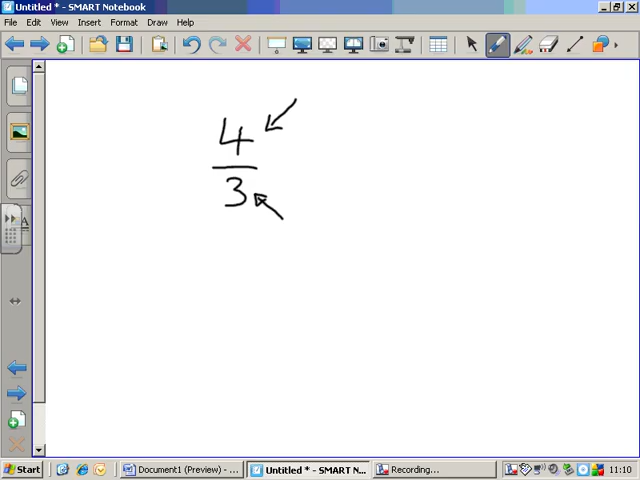 Untitled * - SMART Notebook
File Edit View Insert Format Draw Help
4
3
A
Start Document1 (Preview) - ... Untitled * - SMART N... Recording... 11:10